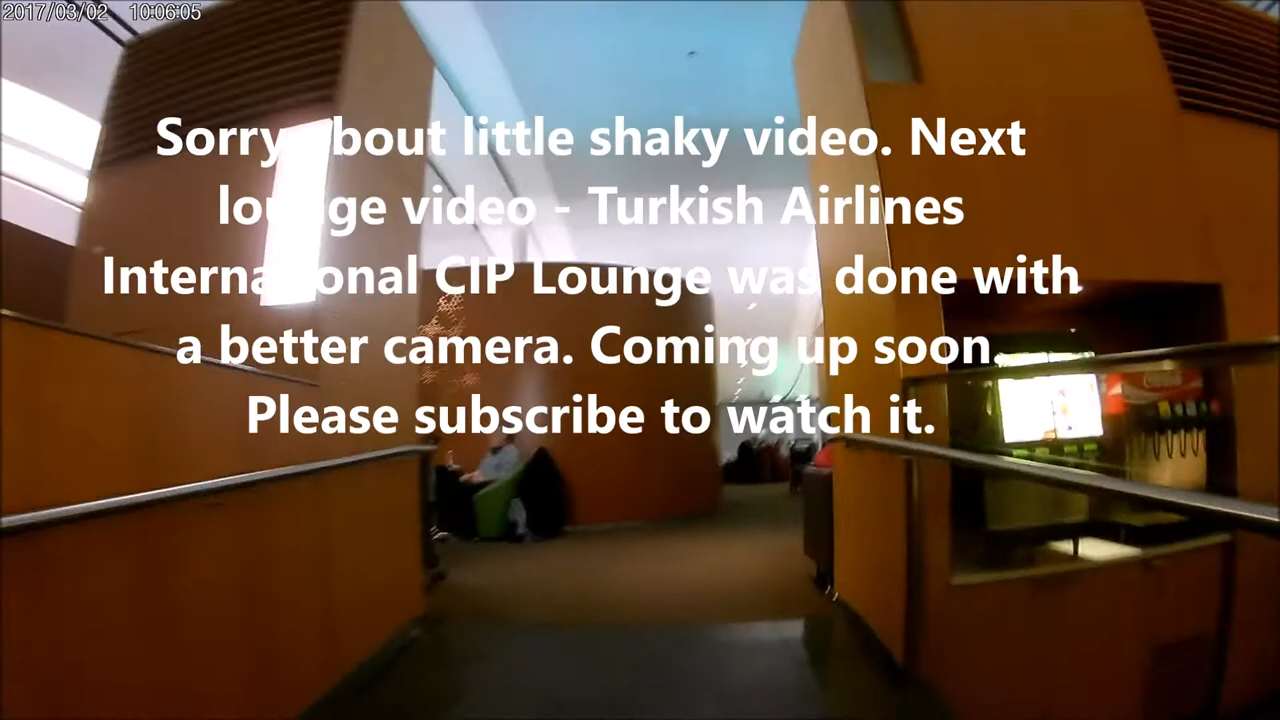 2017/03/02 10:06:05
Sorry about little shaky video. Next
lounge video - Turkish Airlines
International CIP Lounge was done with
a better camera. Coming up soon.
Please subscribe to watch it.